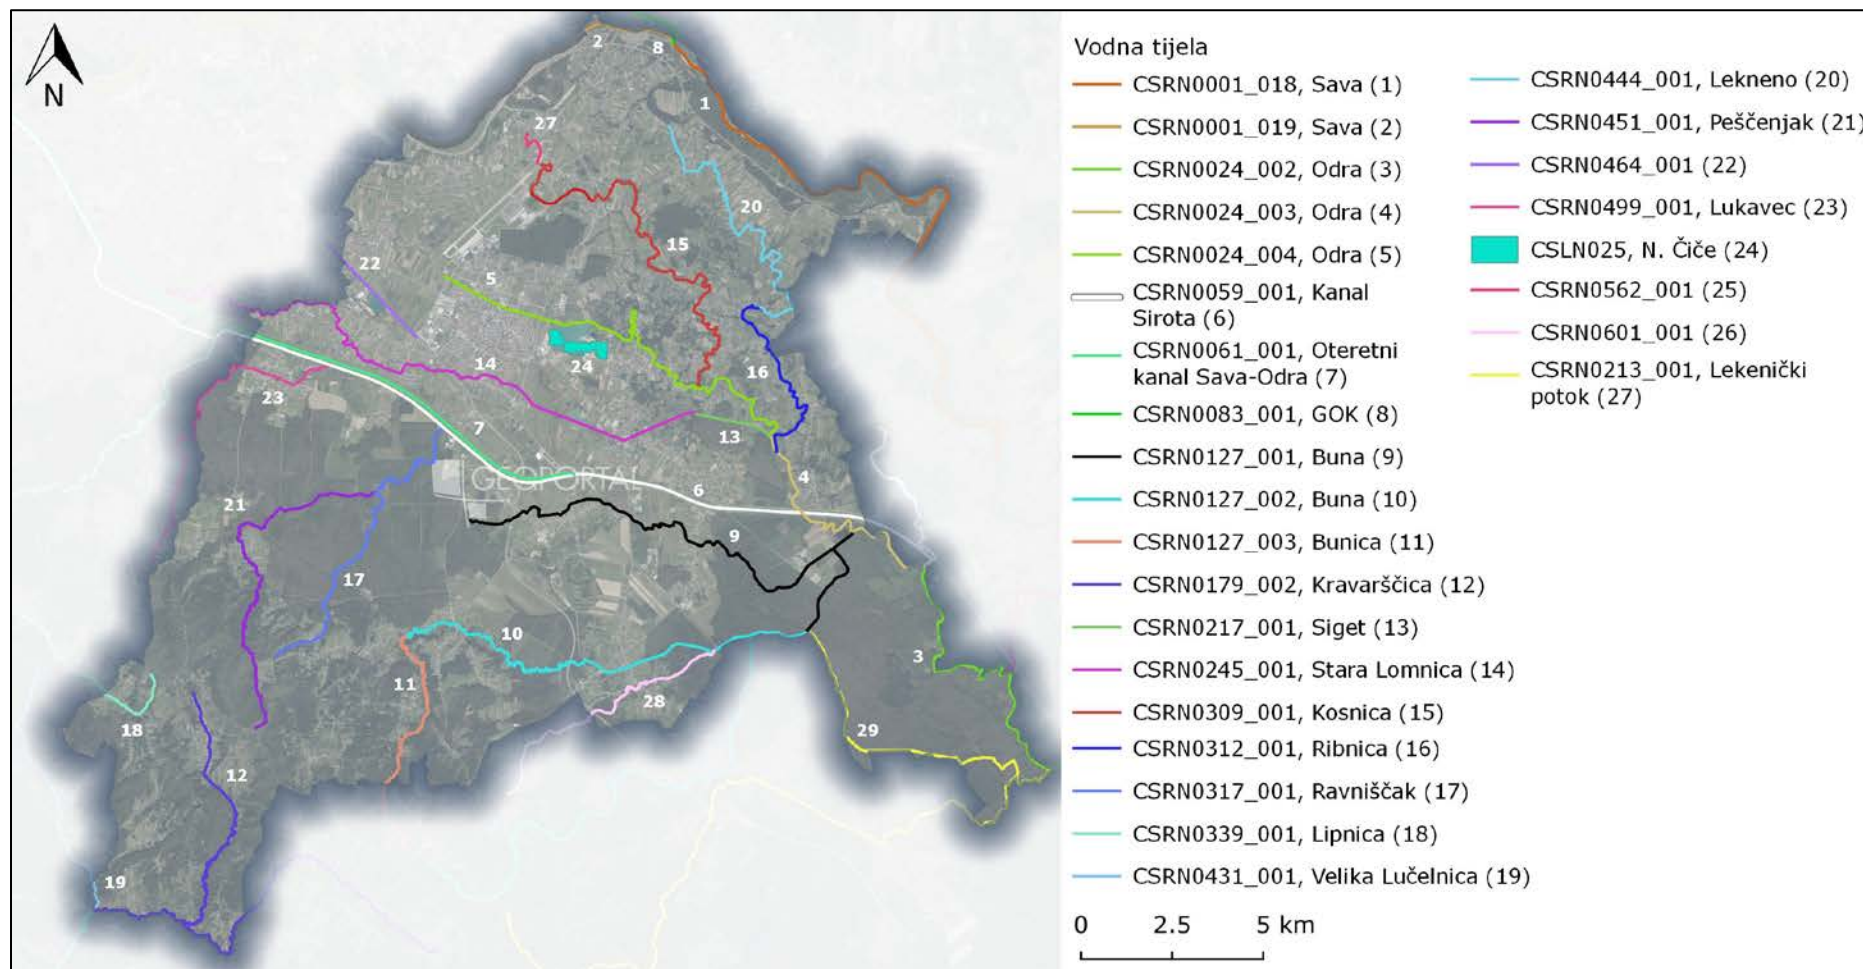 N
Vodna tijela
CSRN0001_018, Sava (1)
CSRN0001_019, Sava (2)
CSRN0024_002, Odra (3)
CSRN0024_003, Odra (4)
CSRN0024_004, Odra (5)
CSRN0059_001, Kanal
Sirota (6)
CSRN0061_001, Oteretni
kanal Sava-Odra (7)
CSRN0083_001, GOK (8)
CSRN0127_001, Buna (9)
CSRN0127_002, Buna (10)
CSRN0127_003, Bunica (11)
CSRN0179_002, Kravarščica (12)
CSRN0217_001, Siget (13)
CSRN0245_001, Stara Lomnica (14)
CSRN0309_001, Kosnica (15)
CSRN0312_001, Ribnica (16)
CSRN0317_001, Ravniščak (17)
CSRN0339_001, Lipnica (18)
CSRN0431_001, Velika Lučelnica (19)
CSRN0444_001, Lekneno (20)
CSRN0451_001, Peščenjak (21)
CSRN0464_001 (22)
CSRN0499_001, Lukavec (23)
CSLN025, N. Čiče (24)
CSRN0562_001 (25)
CSRN0601_001 (26)
CSRN0213_001, Lekenički
potok (27)
0 2.5 5 km
2
8
1
27
20
15
22
5
14
24
16
23
7
13
4
GEOPORTAL
6
21
9
17
10
3
11
28
18
29
12
19